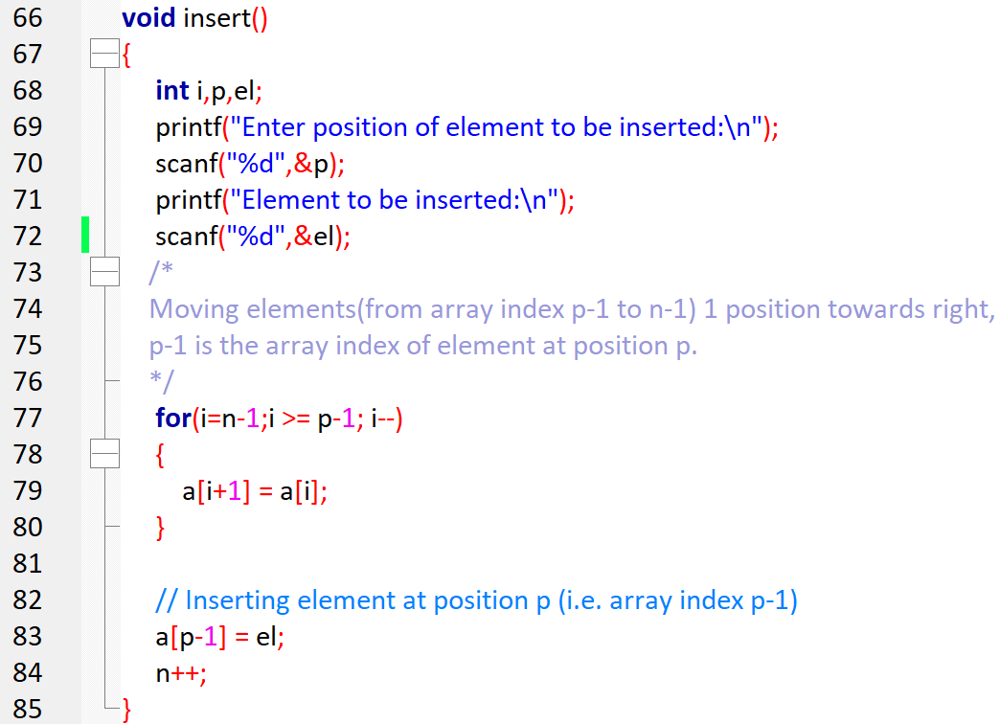 66 void insert()
67 {
68 int i,p,el;
69 printf("Enter position of element to be inserted:\n");
70 scanf("%d",&p);
71 printf("Element to be inserted:\n");
72 scanf("%d",&el);
73 /*
74 Moving elements(from array index p-1 to n-1) 1 position towards right,
75 p-1 is the array index of element at position p.
76 */
77 for(i=n-1;i >= p-1; i--)
78 {
79 a[i+1] = a[i];
80 }
81
82 // Inserting element at position p (i.e. array index p-1)
83 a[p-1] = el;
84 n++;
85 }